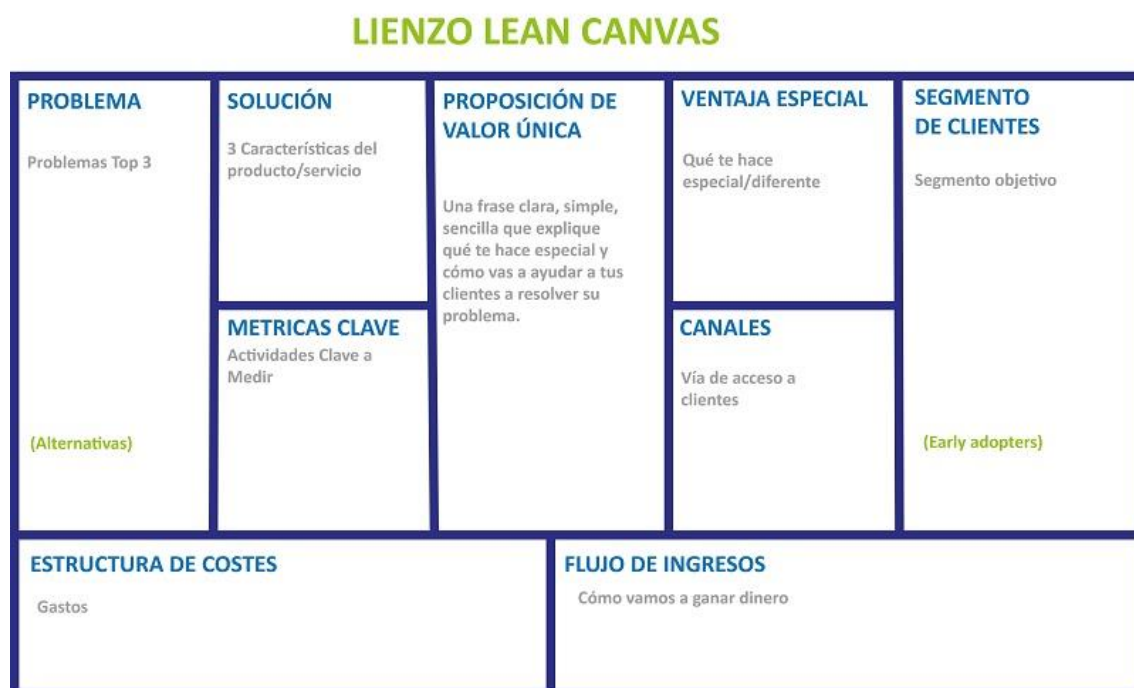 LIENZO LEAN CANVAS
PROBLEMA
Problemas Top 3
(Alternativas)
SOLUCIÓN
3 Características del
producto/servicio
METRICAS CLAVE
Actividades Clave a
Medir
PROPOSICIÓN DE
VALOR ÚNICA
Una frase clara, simple,
sencilla que explique
qué te hace especial y
cómo vas a ayudar a tus
clientes a resolver su
problema.
VENTAJA ESPECIAL
Qué te hace
especial/diferente
CANALES
Vía de acceso a
clientes
SEGMENTO
DE CLIENTES
Segmento objetivo
(Early adopters)
ESTRUCTURA DE COSTES
Gastos
FLUJO DE INGRESOS
Cómo vamos a ganar dinero